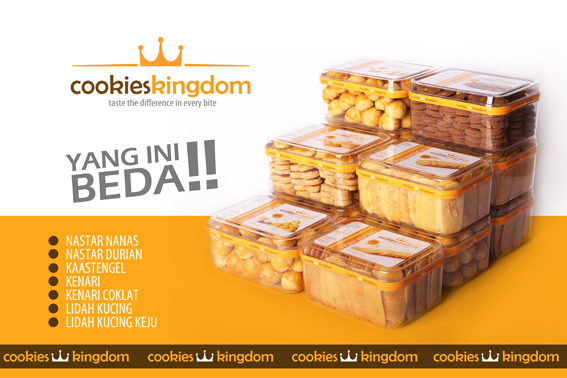 cookieskingdom
taste the difference in every bite
YANG INI
BEDA!!
NASTAR NANAS
NASTAR DURIAN
KAASTENGEL
KENARI
KENARI COKLAT
LIDAH KUCING
LIDAH KUCING KEJU
cookies kingdom cookies kingdom cookies kingdom cookies kingdom